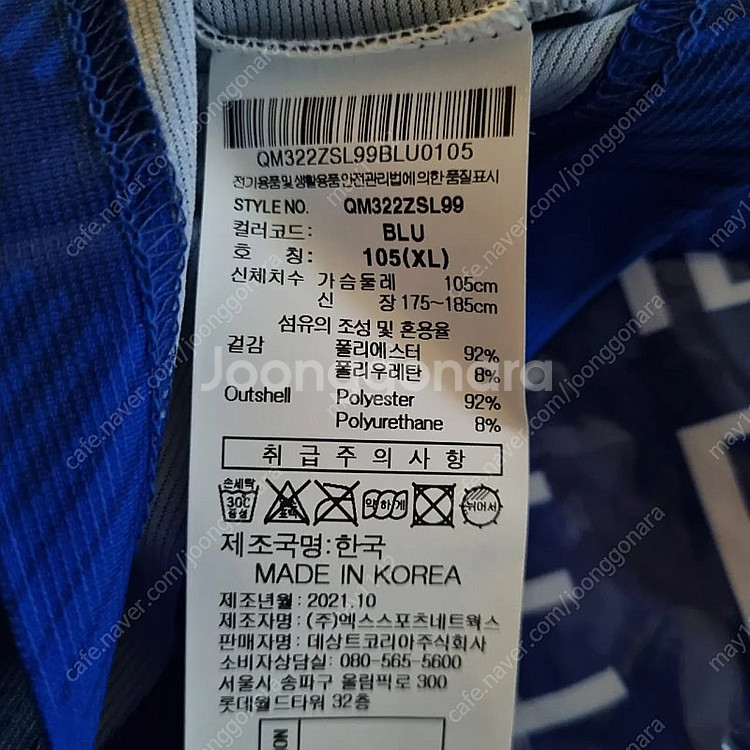 QM322ZSL99BLU0105
전기용품및생활용품안전관리법에의한품질표시
STYLE NO. QM322ZSL99
컬러코드: BLU
호 칭: 105(XL)
신체치수 가슴둘레 105cm
신 장 175~185cm
섬유의 조성 및 혼용율
겉감 폴리에스터 92%
폴리우레탄 8%
Joonggonara
Outshell Polyester 92%
Polyurethane 8%
취급주의사항
손세탁
30C
중성
표백
약하게
뉘어서
제조국명:한국
MADE IN KOREA
제조년월 : 2021.10
제조자명 : (주)엑스스포츠네트웍스
판매자명 : 데상트코리아주식회사
소비자상담실: 080-565-5600
서울시 송파구 올림픽로 300
롯데월드타워 32층
cafe.naver.com/joonggonara